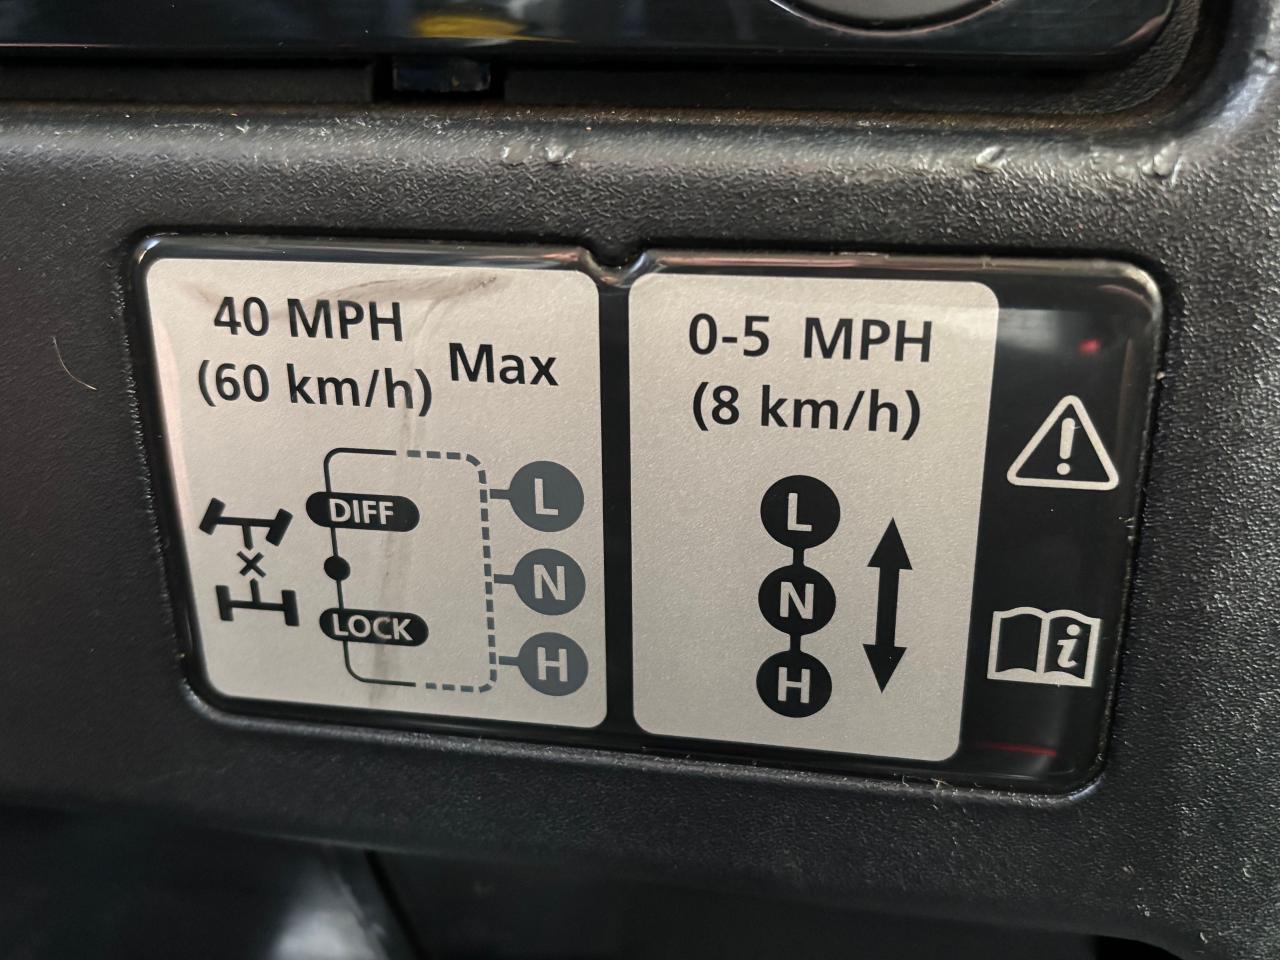 40 MPH
(60 km/h) Max
DIFF
LOCK
L
N
H
0-5 MPH
(8 km/h)
L
N
H
!
i